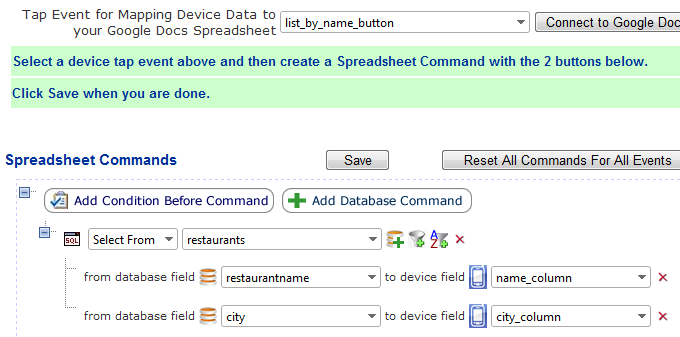 Tap Event for Mapping Device Data to
your Google Docs Spreadsheet
list_by_name_button
Connect to Google Doc
Select a device tap event above and then create a Spreadsheet Command with the 2 buttons below.
Click Save when you are done.
Spreadsheet Commands
Save
Reset All Commands For All Events
Add Condition Before Command
Add Database Command
SQL
Select From
restaurants
A
Z
from database field
restaurantname
to device field
name_column
from database field
city
to device field
city_column